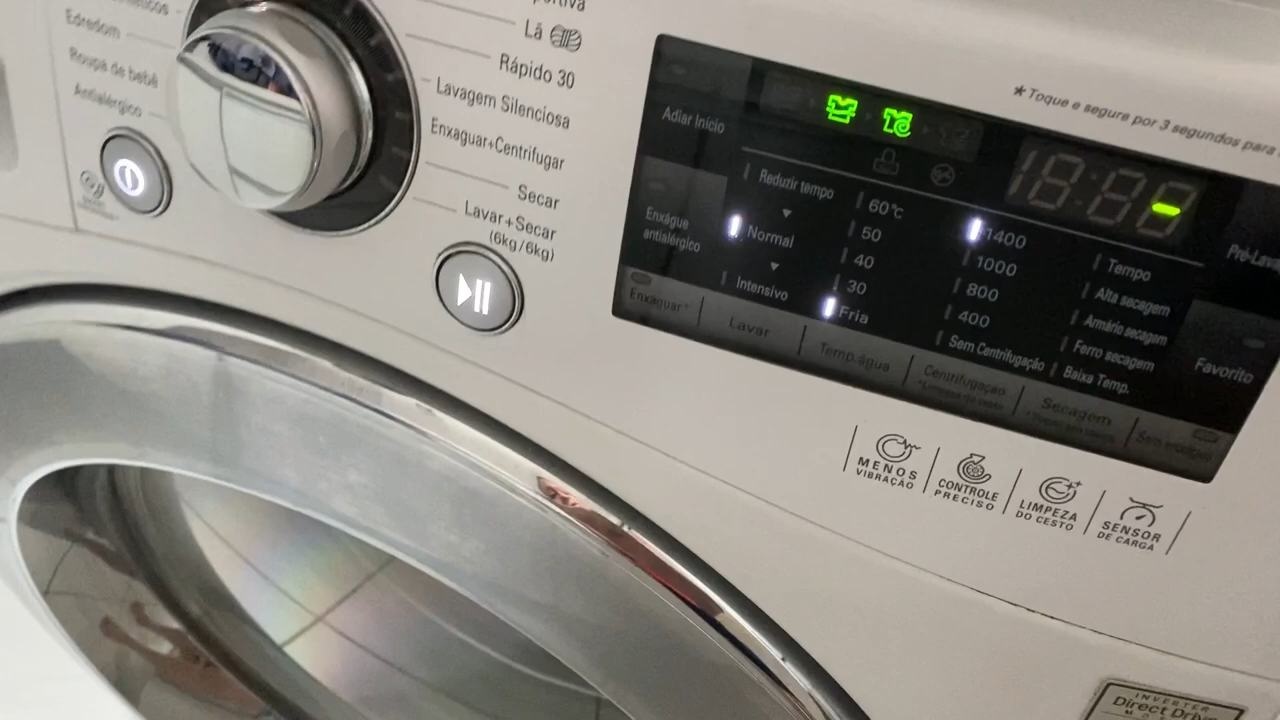 Edredom
Roupa de bebê
Antialérgico
Lã
Rápido 30
Lavagem Silenciosa
Enxaguar+Centrifugar
Secar
Lavar+Secar
(6kg/6kg)
* Toque e segure por 3 segundos para
Adiar Início
Enxágue
antialérgico
Reduzir tempo
Normal
Intensivo
60°C
50
40
30
Fria
1400
1000
800
400
Sem Centrifugação
Tempo
Alta secagem
Armário secagem
Ferro secagem
Baixa Temp.
Favorito
Enxaguar+
Lavar
Temp.água
Centrifugação
*Limpeza do cesto
Secagem
MENOS
VIBRAÇÃO
CONTROLE
PRECISO
LIMPEZA
DO CESTO
SENSOR
DE CARGA
INVERTER
Direct